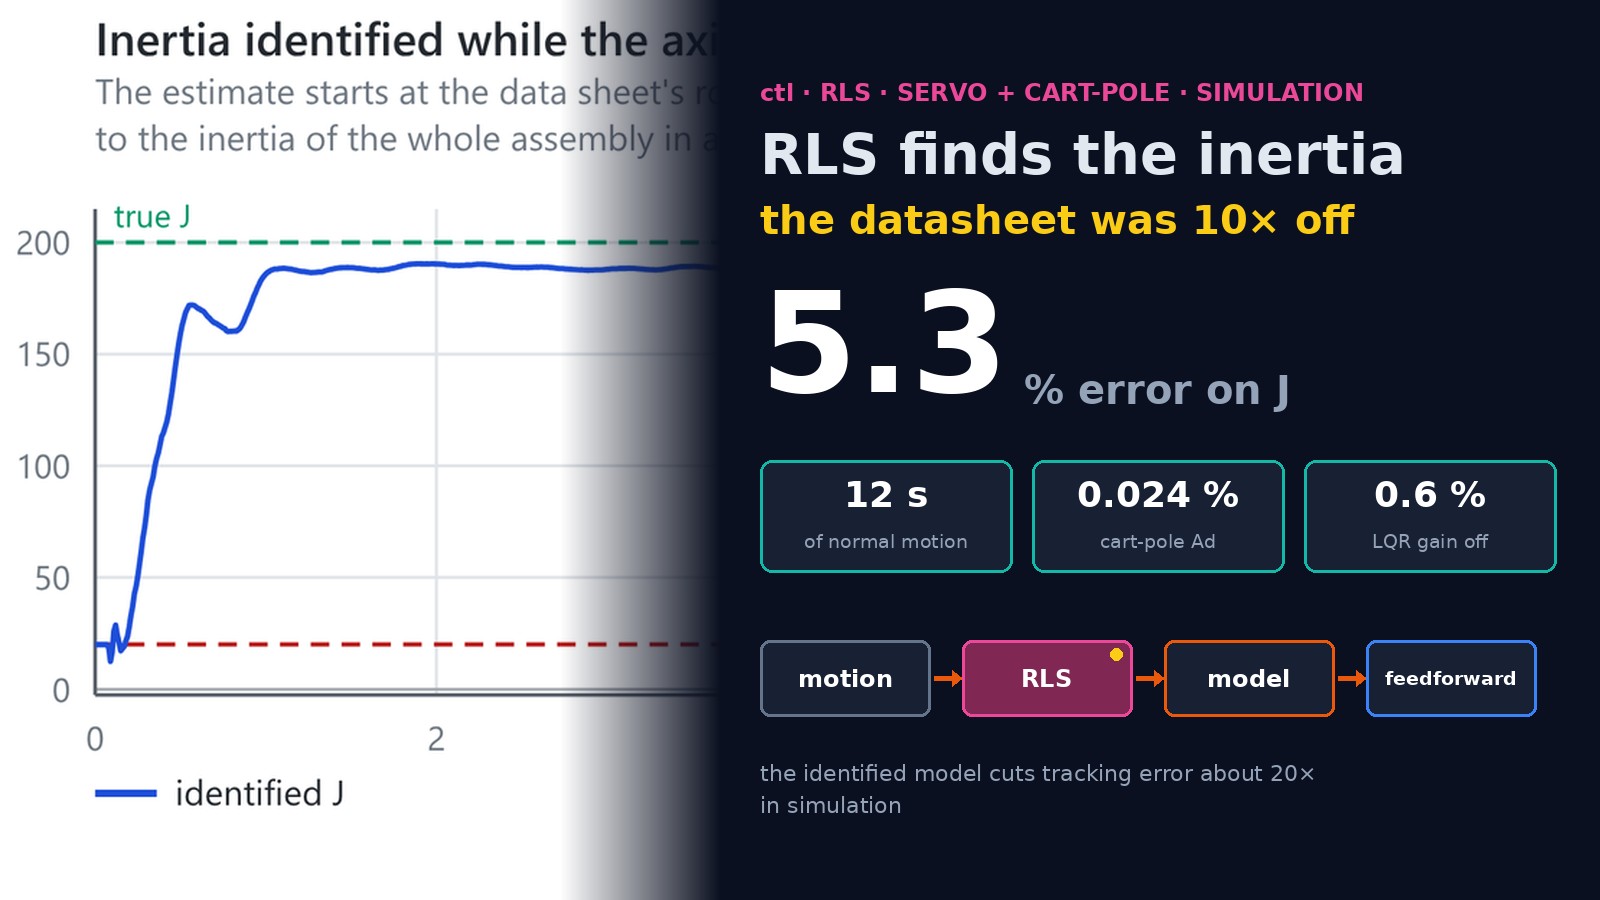 Inertia identified while the axi
The estimate starts at the data sheet's ro
to the inertia of the whole assembly in a
true J
200
150
100
50
0
0
2
identified J
ctl · RLS · SERVO + CART-POLE · SIMULATION
RLS finds the inertia
the datasheet was 10× off
5.3 % error on J
12 s
of normal motion
0.024 %
cart-pole Ad
0.6 %
LQR gain off
motion
RLS
model
feedforward
the identified model cuts tracking error about 20×
in simulation